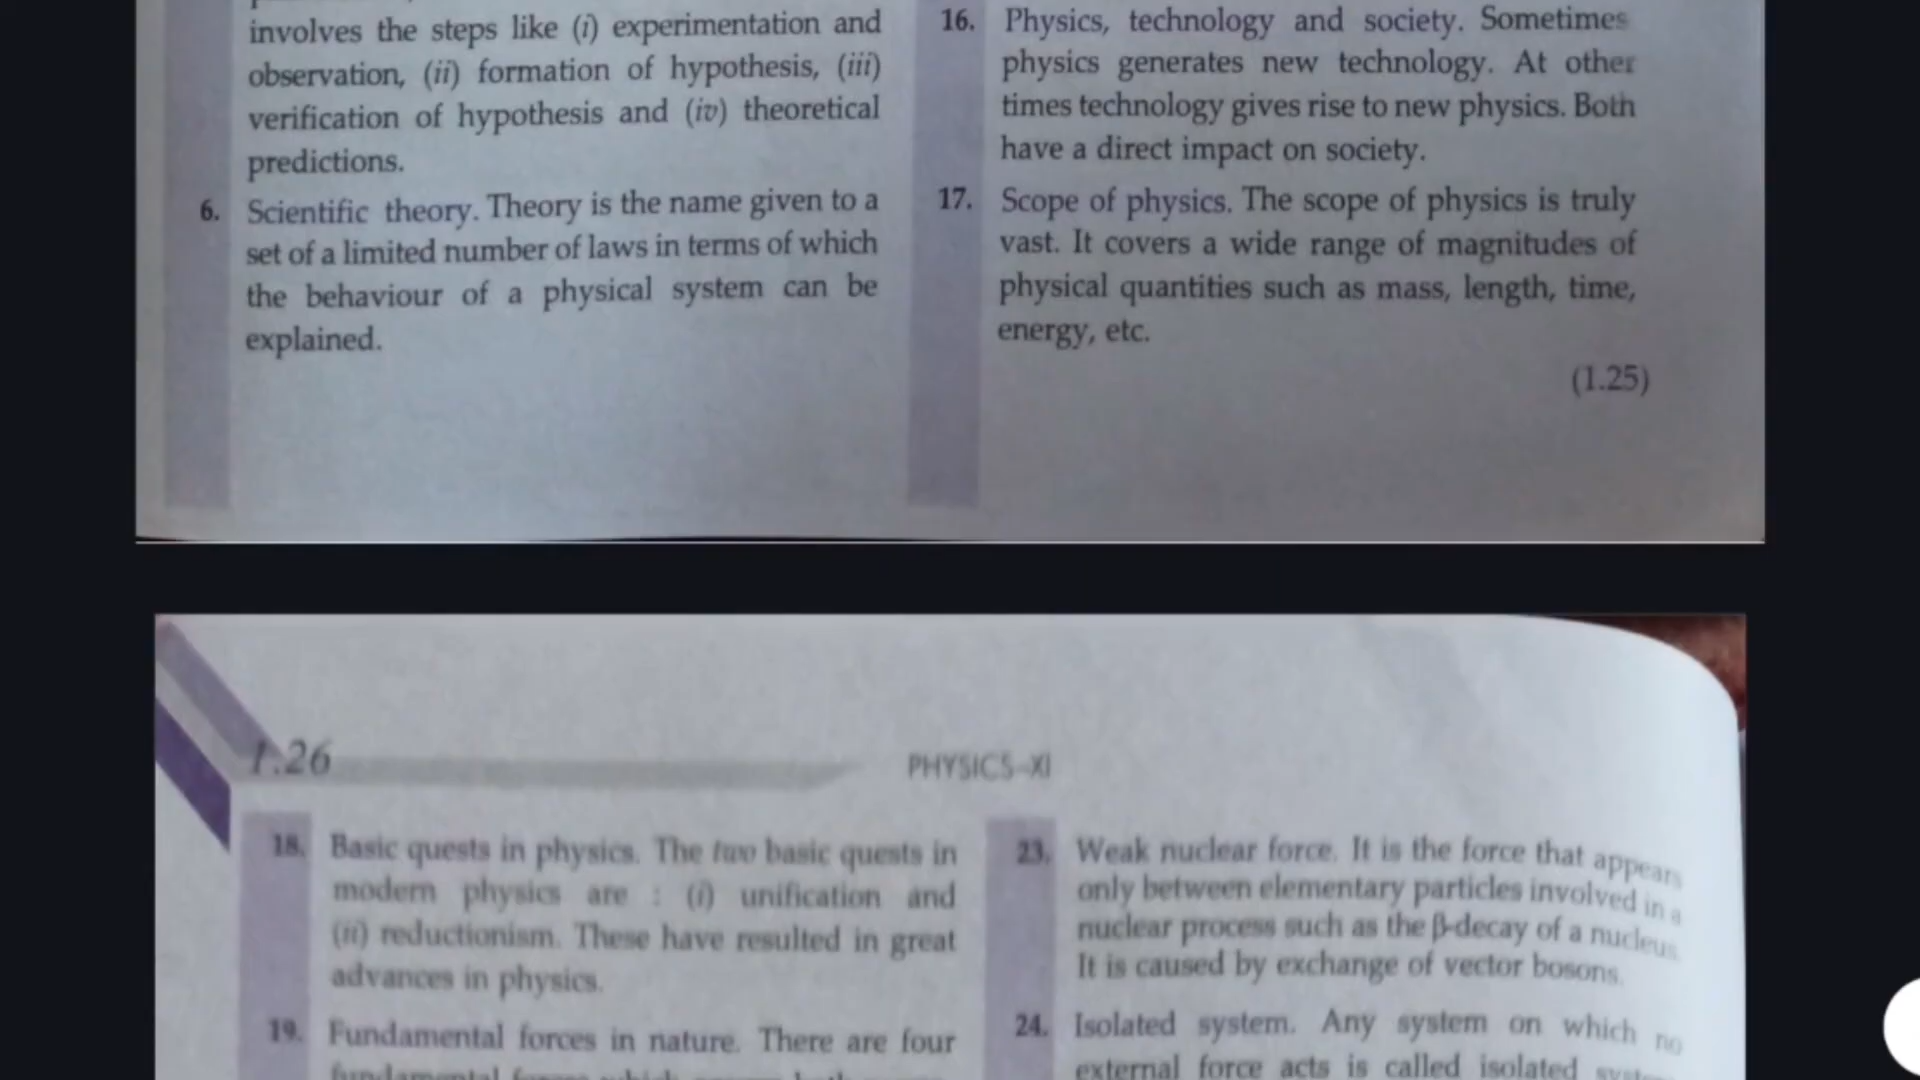 involves the steps like (i) experimentation and
observation, (ii) formation of hypothesis, (iii)
verification of hypothesis and (iv) theoretical
predictions.
6. Scientific theory. Theory is the name given to a
set of a limited number of laws in terms of which
the behaviour of a physical system can be
explained.
16. Physics, technology and society. Sometimes
physics generates new technology. At other
times technology gives rise to new physics. Both
have a direct impact on society.
17. Scope of physics. The scope of physics is truly
vast. It covers a wide range of magnitudes of
physical quantities such as mass, length, time,
energy, etc.
(1.25)
1.26
PHYSICS-XI
18. Basic quests in physics. The two basic quests in
modern physics are : (i) unification and
(ii) reductionism. These have resulted in great
advances in physics.
19. Fundamental forces in nature. There are four
fundamental forces which
23. Weak nuclear force. It is the force that appears
only between elementary particles involved in a
nuclear process such as the β-decay of a nucleus.
It is caused by exchange of vector bosons.
24. Isolated system. Any system on which no
external force acts is called isolated